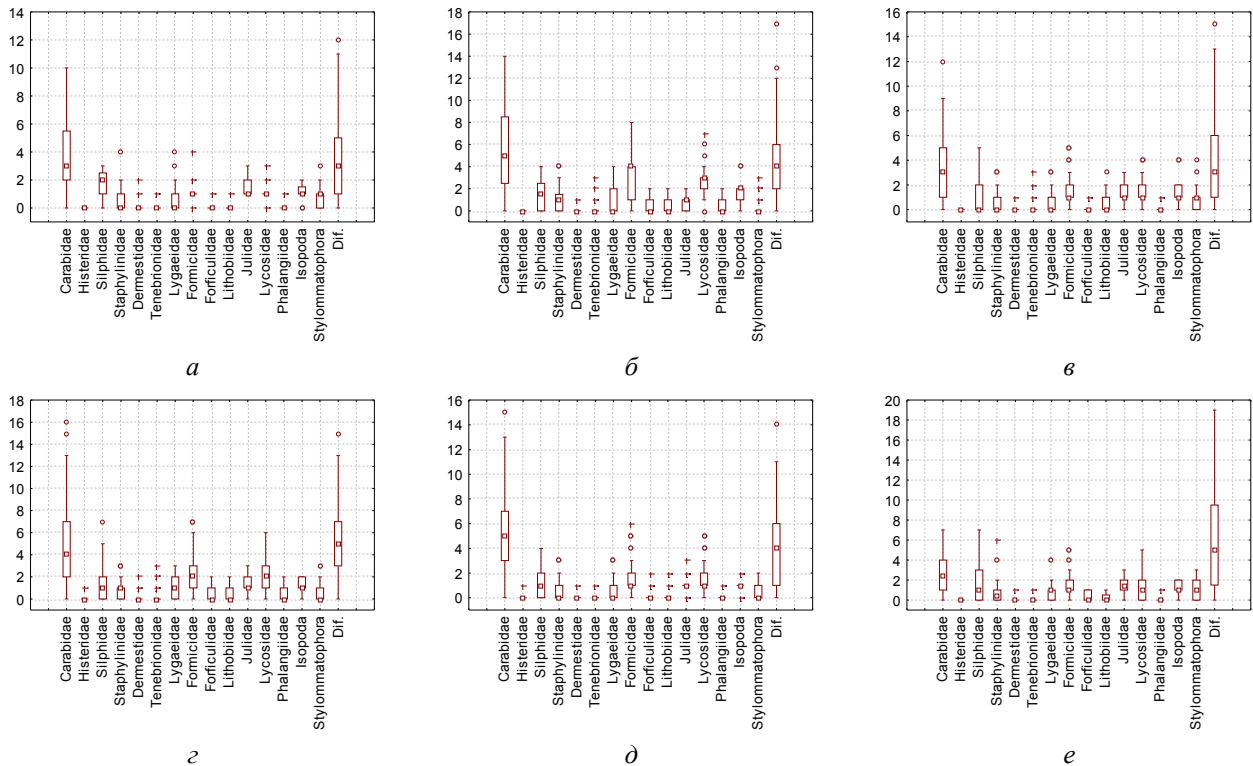 14
12
10
8
6
4
2
0
Carabidae
Histeridae
Silphidae
Staphylinidae
Dermestidae
Tenebrionidae
Lygaeidae
Formicidae
Forficulidae
Lithobiidae
Julidae
Lycosidae
Phalangiidae
Isopoda
Stylommatophora
Dif.
а
18
16
14
12
10
8
6
4
2
0
Carabidae
Histeridae
Silphidae
Staphylinidae
Dermestidae
Tenebrionidae
Lygaeidae
Formicidae
Forficulidae
Lithobiidae
Julidae
Lycosidae
Phalangiidae
Isopoda
Stylommatophora
Dif.
б
16
14
12
10
8
6
4
2
0
Carabidae
Histeridae
Silphidae
Staphylinidae
Dermestidae
Tenebrionidae
Lygaeidae
Formicidae
Forficulidae
Lithobiidae
Julidae
Lycosidae
Phalangiidae
Isopoda
Stylommatophora
Dif.
в
18
16
14
12
10
8
6
4
2
0
Carabidae
Histeridae
Silphidae
Staphylinidae
Dermestidae
Tenebrionidae
Lygaeidae
Formicidae
Forficulidae
Lithobiidae
Julidae
Lycosidae
Phalangiidae
Isopoda
Stylommatophora
Dif.
г
16
14
12
10
8
6
4
2
0
Carabidae
Histeridae
Silphidae
Staphylinidae
Dermestidae
Tenebrionidae
Lygaeidae
Formicidae
Forficulidae
Lithobiidae
Julidae
Lycosidae
Phalangiidae
Isopoda
Stylommatophora
Dif.
д
20
18
16
14
12
10
8
6
4
2
0
Carabidae
Histeridae
Silphidae
Staphylinidae
Dermestidae
Tenebrionidae
Lygaeidae
Formicidae
Forficulidae
Lithobiidae
Julidae
Lycosidae
Phalangiidae
Isopoda
Stylommatophora
Dif.
е